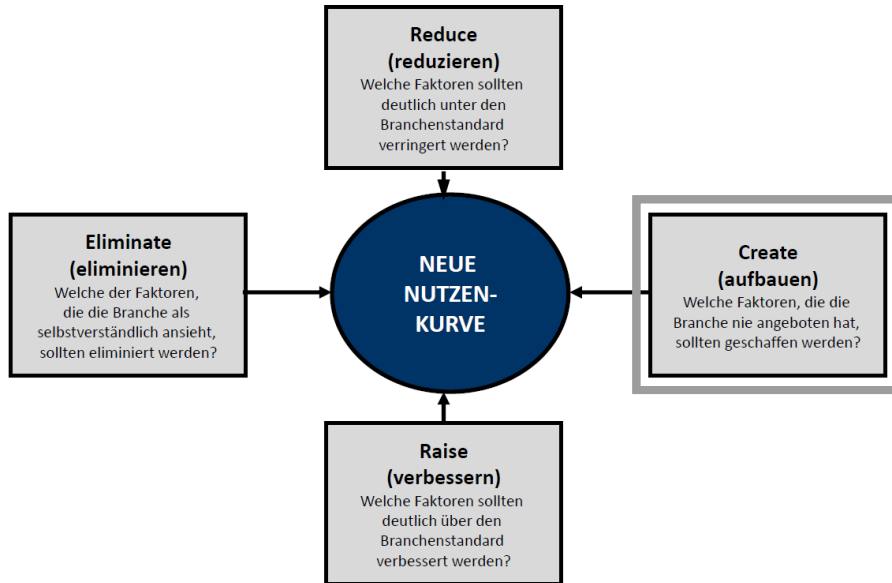 Reduce
(reduzieren)
Welche Faktoren sollten
deutlich unter den
Branchenstandard
verringert werden?
Eliminate
(eliminieren)
Welche der Faktoren,
die die Branche als
selbstverständlich ansieht,
sollten eliminiert werden?
NEUE
NUTZEN-
KURVE
Create
(aufbauen)
Welche Faktoren, die die
Branche nie angeboten hat,
sollten geschaffen werden?
Raise
(verbessern)
Welche Faktoren sollten
deutlich über den
Branchenstandard
verbessert werden?